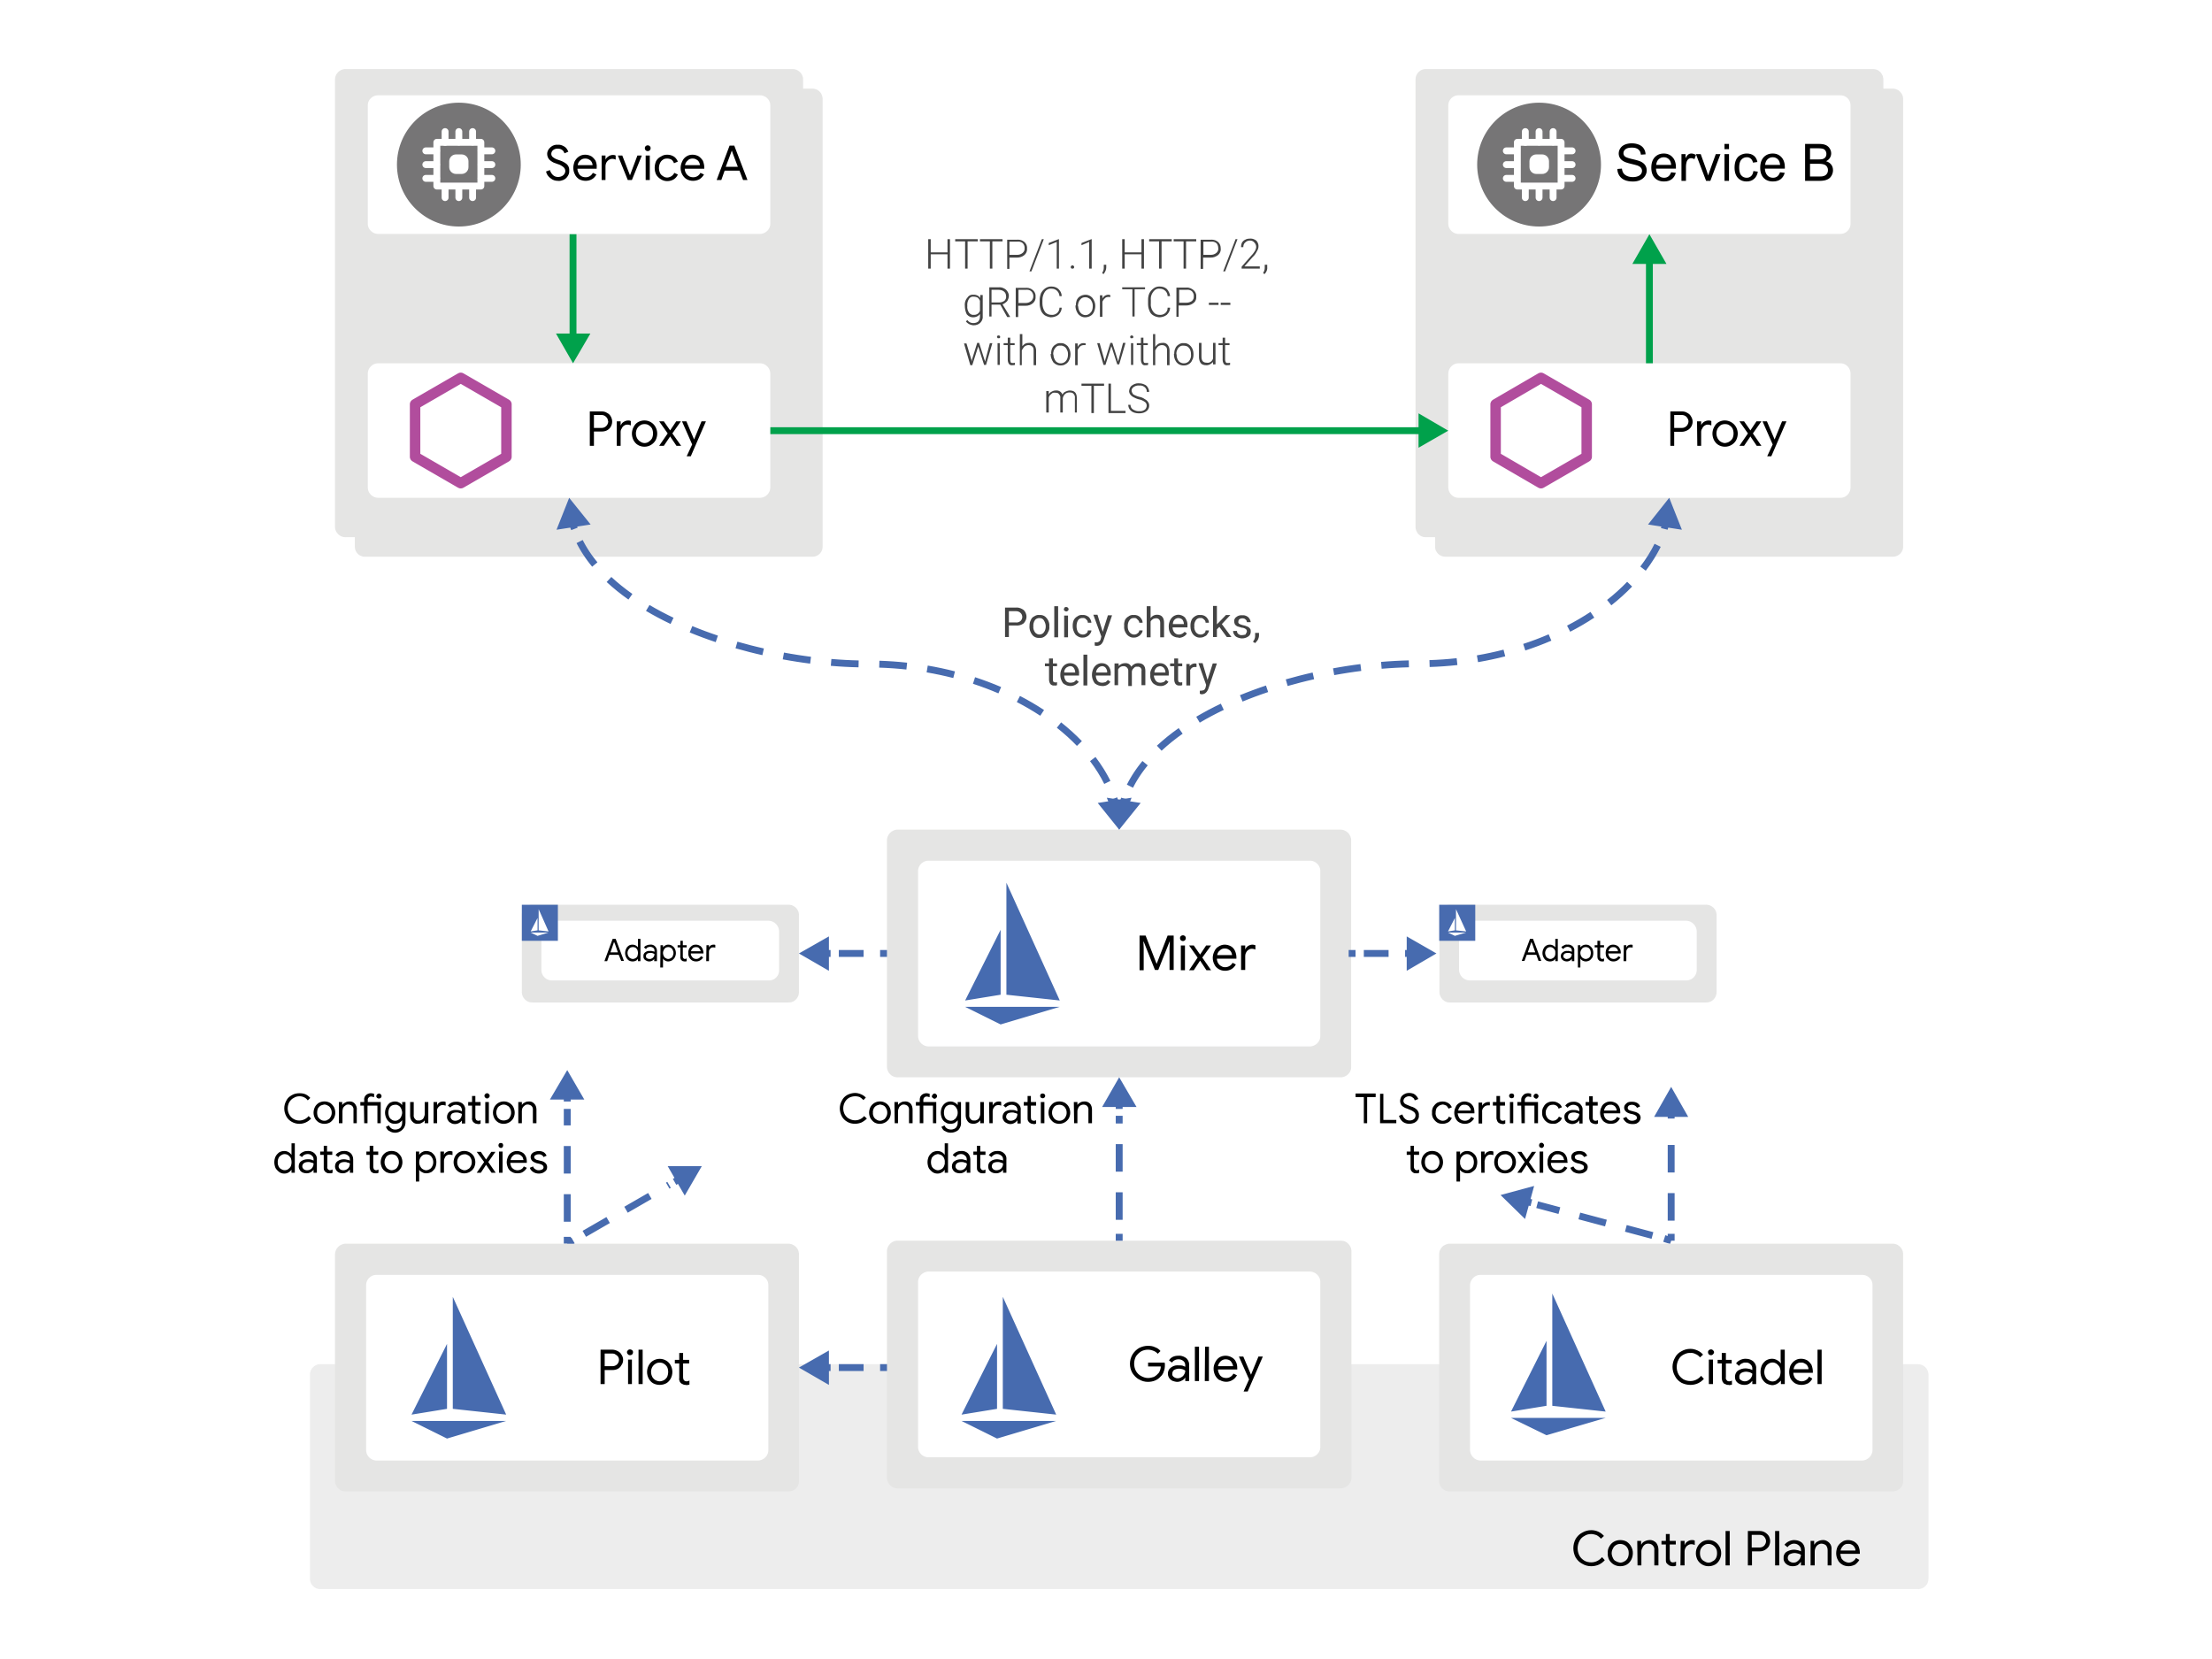 Service A
Service B
HTTP/1.1, HTTP/2,
gRPC or TCP --
with or without
mTLS
Proxy
Proxy
Policy checks,
telemetry
Adapter
Mixer
Adapter
Configuration
data to proxies
Configuration
data
TLS certificates
to proxies
Pilot
Galley
Citadel
Control Plane